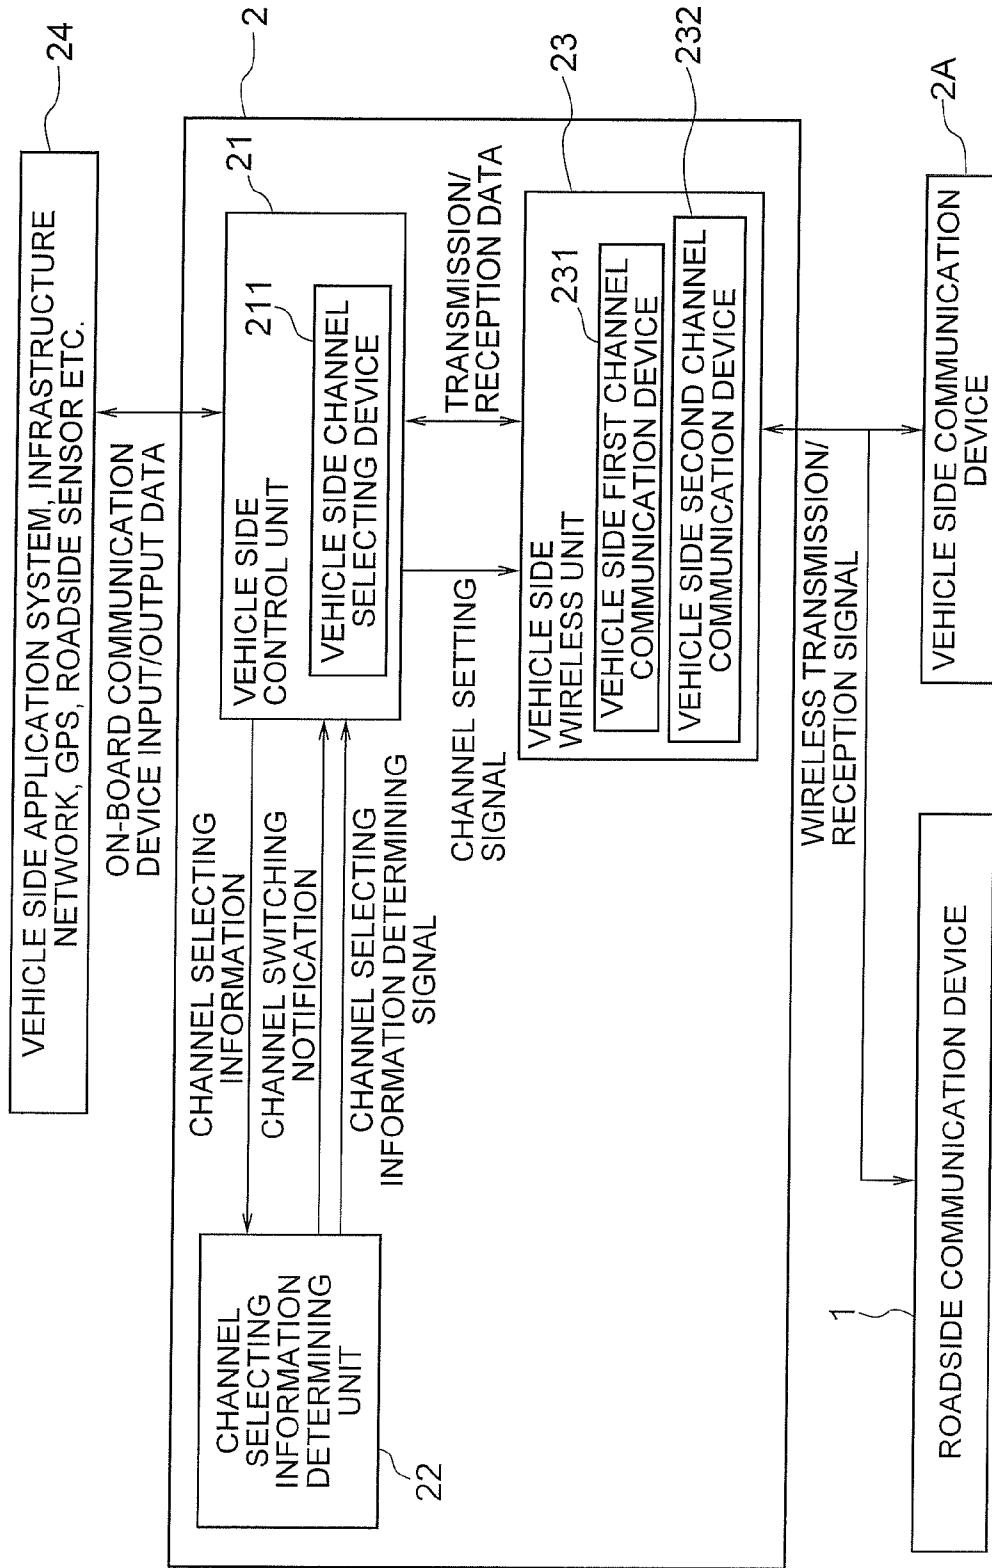 24
VEHICLE SIDE APPLICATION SYSTEM, INFRASTRUCTURE
NETWORK, GPS, ROADSIDE SENSOR ETC.
ON-BOARD COMMUNICATION
DEVICE INPUT/OUTPUT DATA
2
CHANNEL
SELECTING
INFORMATION
DETERMINING
UNIT
22
CHANNEL SELECTING
INFORMATION
CHANNEL SWITCHING
NOTIFICATION
CHANNEL SELECTING
INFORMATION DETERMINING
SIGNAL
21
VEHICLE SIDE
CONTROL UNIT
211
VEHICLE SIDE CHANNEL
SELECTING DEVICE
CHANNEL SETTING
SIGNAL
TRANSMISSION/
RECEPTION DATA
23
VEHICLE SIDE
WIRELESS UNIT
231
VEHICLE SIDE FIRST CHANNEL
COMMUNICATION DEVICE
232
VEHICLE SIDE SECOND CHANNEL
COMMUNICATION DEVICE
WIRELESS TRANSMISSION/
RECEPTION SIGNAL
1
ROADSIDE COMMUNICATION DEVICE
2A
VEHICLE SIDE COMMUNICATION
DEVICE